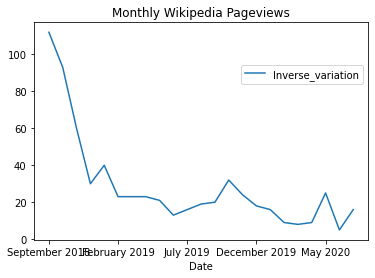 Monthly Wikipedia Pageviews
Inverse_variation
100
80
60
40
20
0
September 2018 February 2019 July 2019 December 2019 May 2020
Date